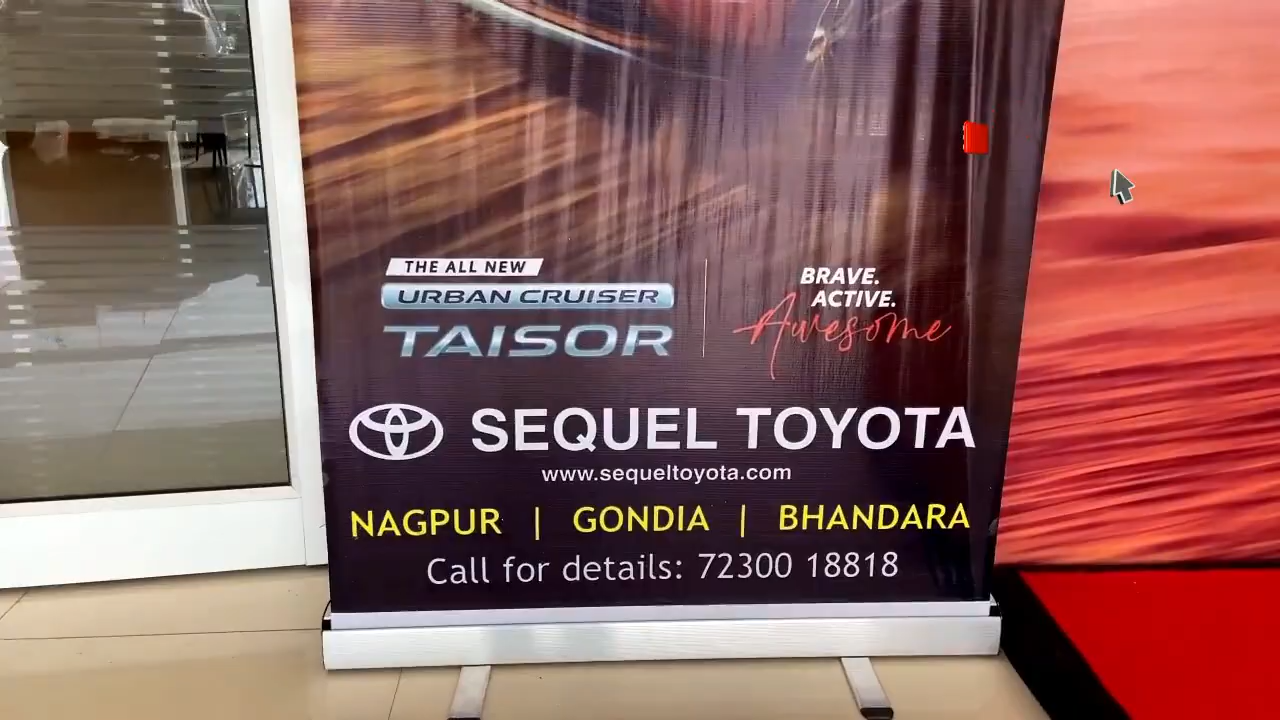 THE ALL NEW
URBAN CRUISER
TAISOR
BRAVE.
ACTIVE.
Awesome
SEQUEL TOYOTA
www.sequeltoyota.com
NAGPUR | GONDIA | BHANDARA
Call for details: 72300 18818